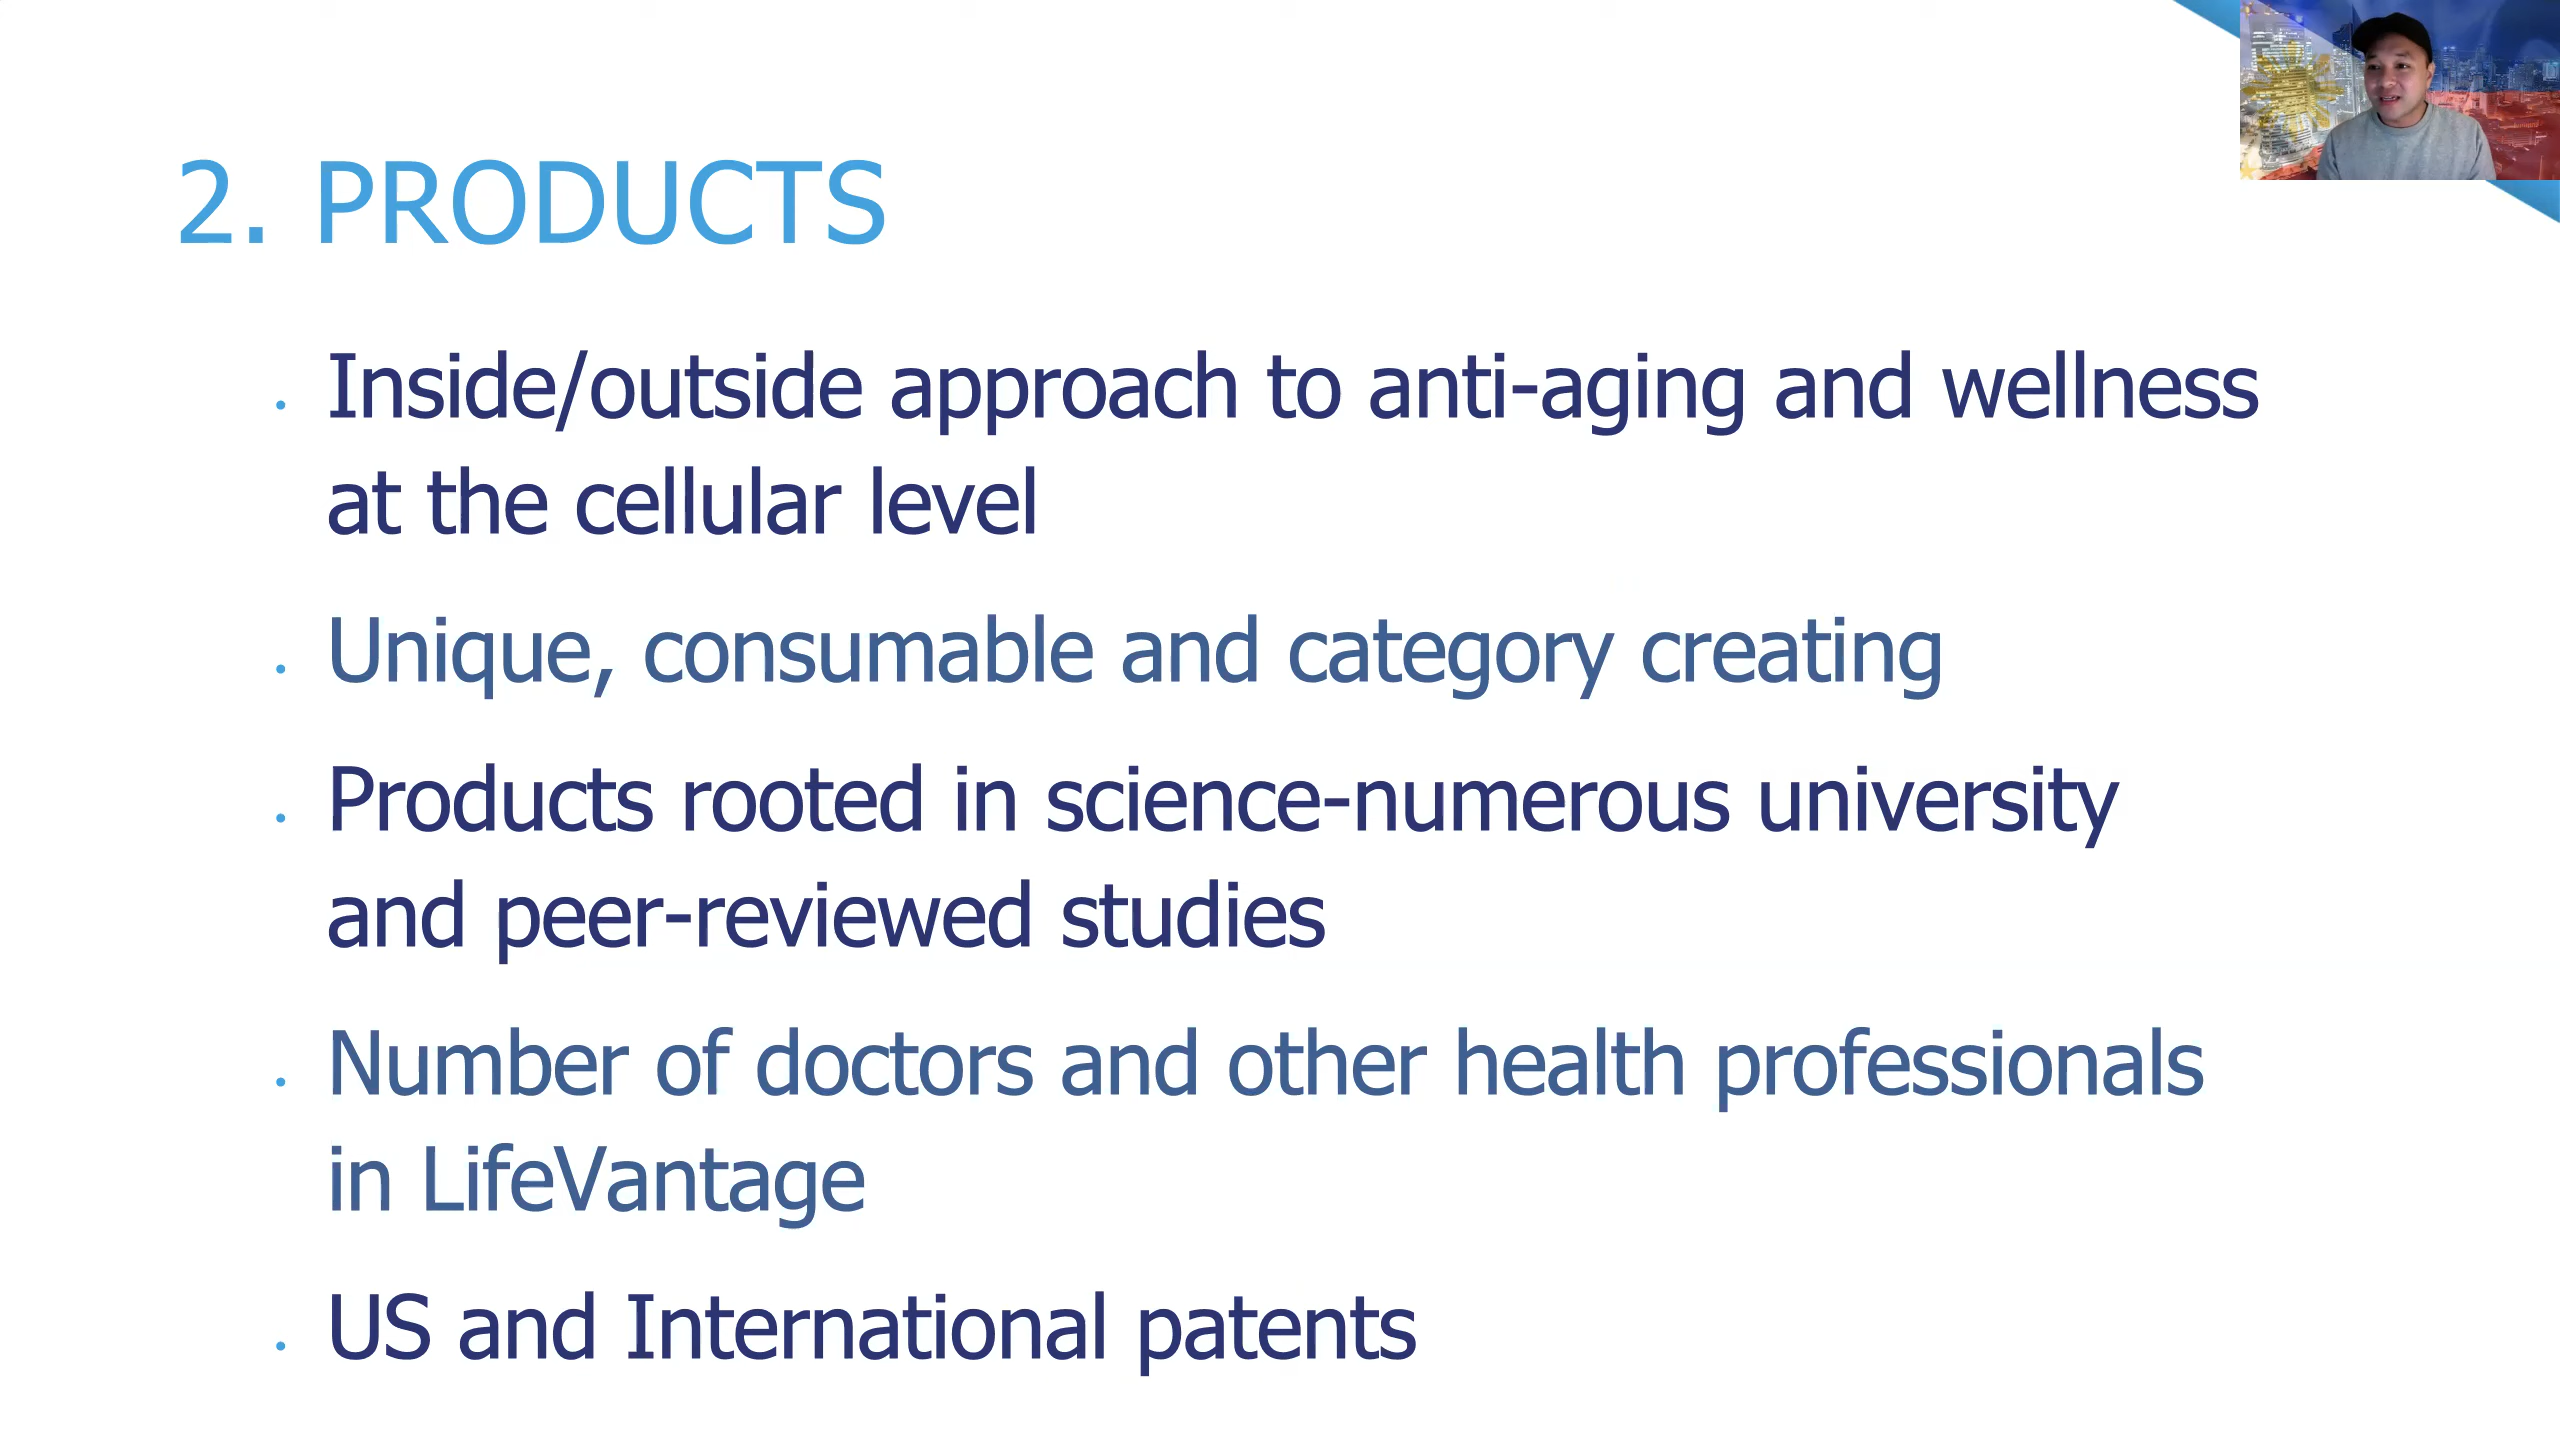 2. PRODUCTS
• Inside/outside approach to anti-aging and wellness
at the cellular level
• Unique, consumable and category creating
• Products rooted in science-numerous university
and peer-reviewed studies
• Number of doctors and other health professionals
in LifeVantage
• US and International patents